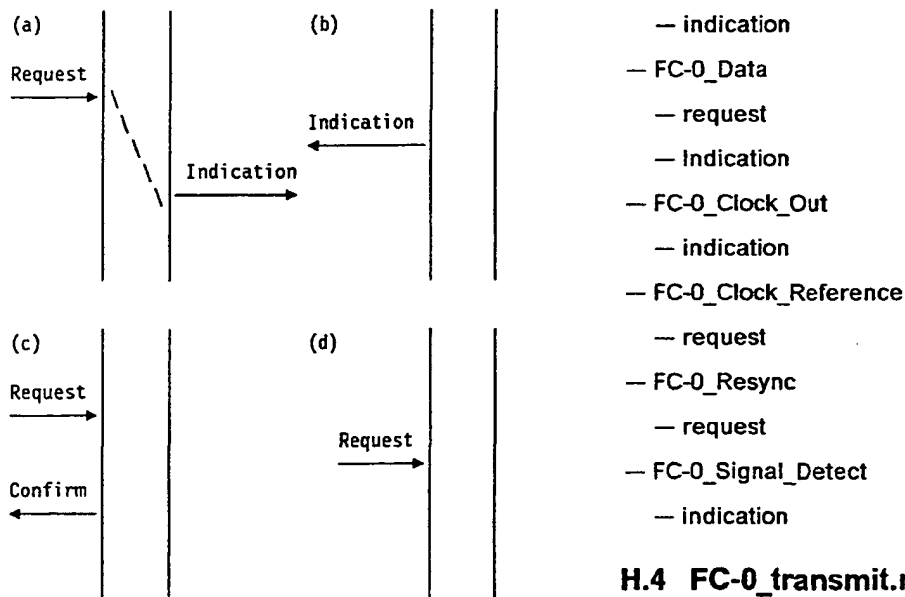 (a)
Request
Indication
(b)
Indication
(c)
Request
Confirm
(d)
Request
— indication
— FC-0_Data
— request
— Indication
— FC-0_Clock_Out
— indication
— FC-0_Clock_Reference
— request
— FC-0_Resync
— request
— FC-0_Signal_Detect
— indication
H.4 FC-0_transmit.r